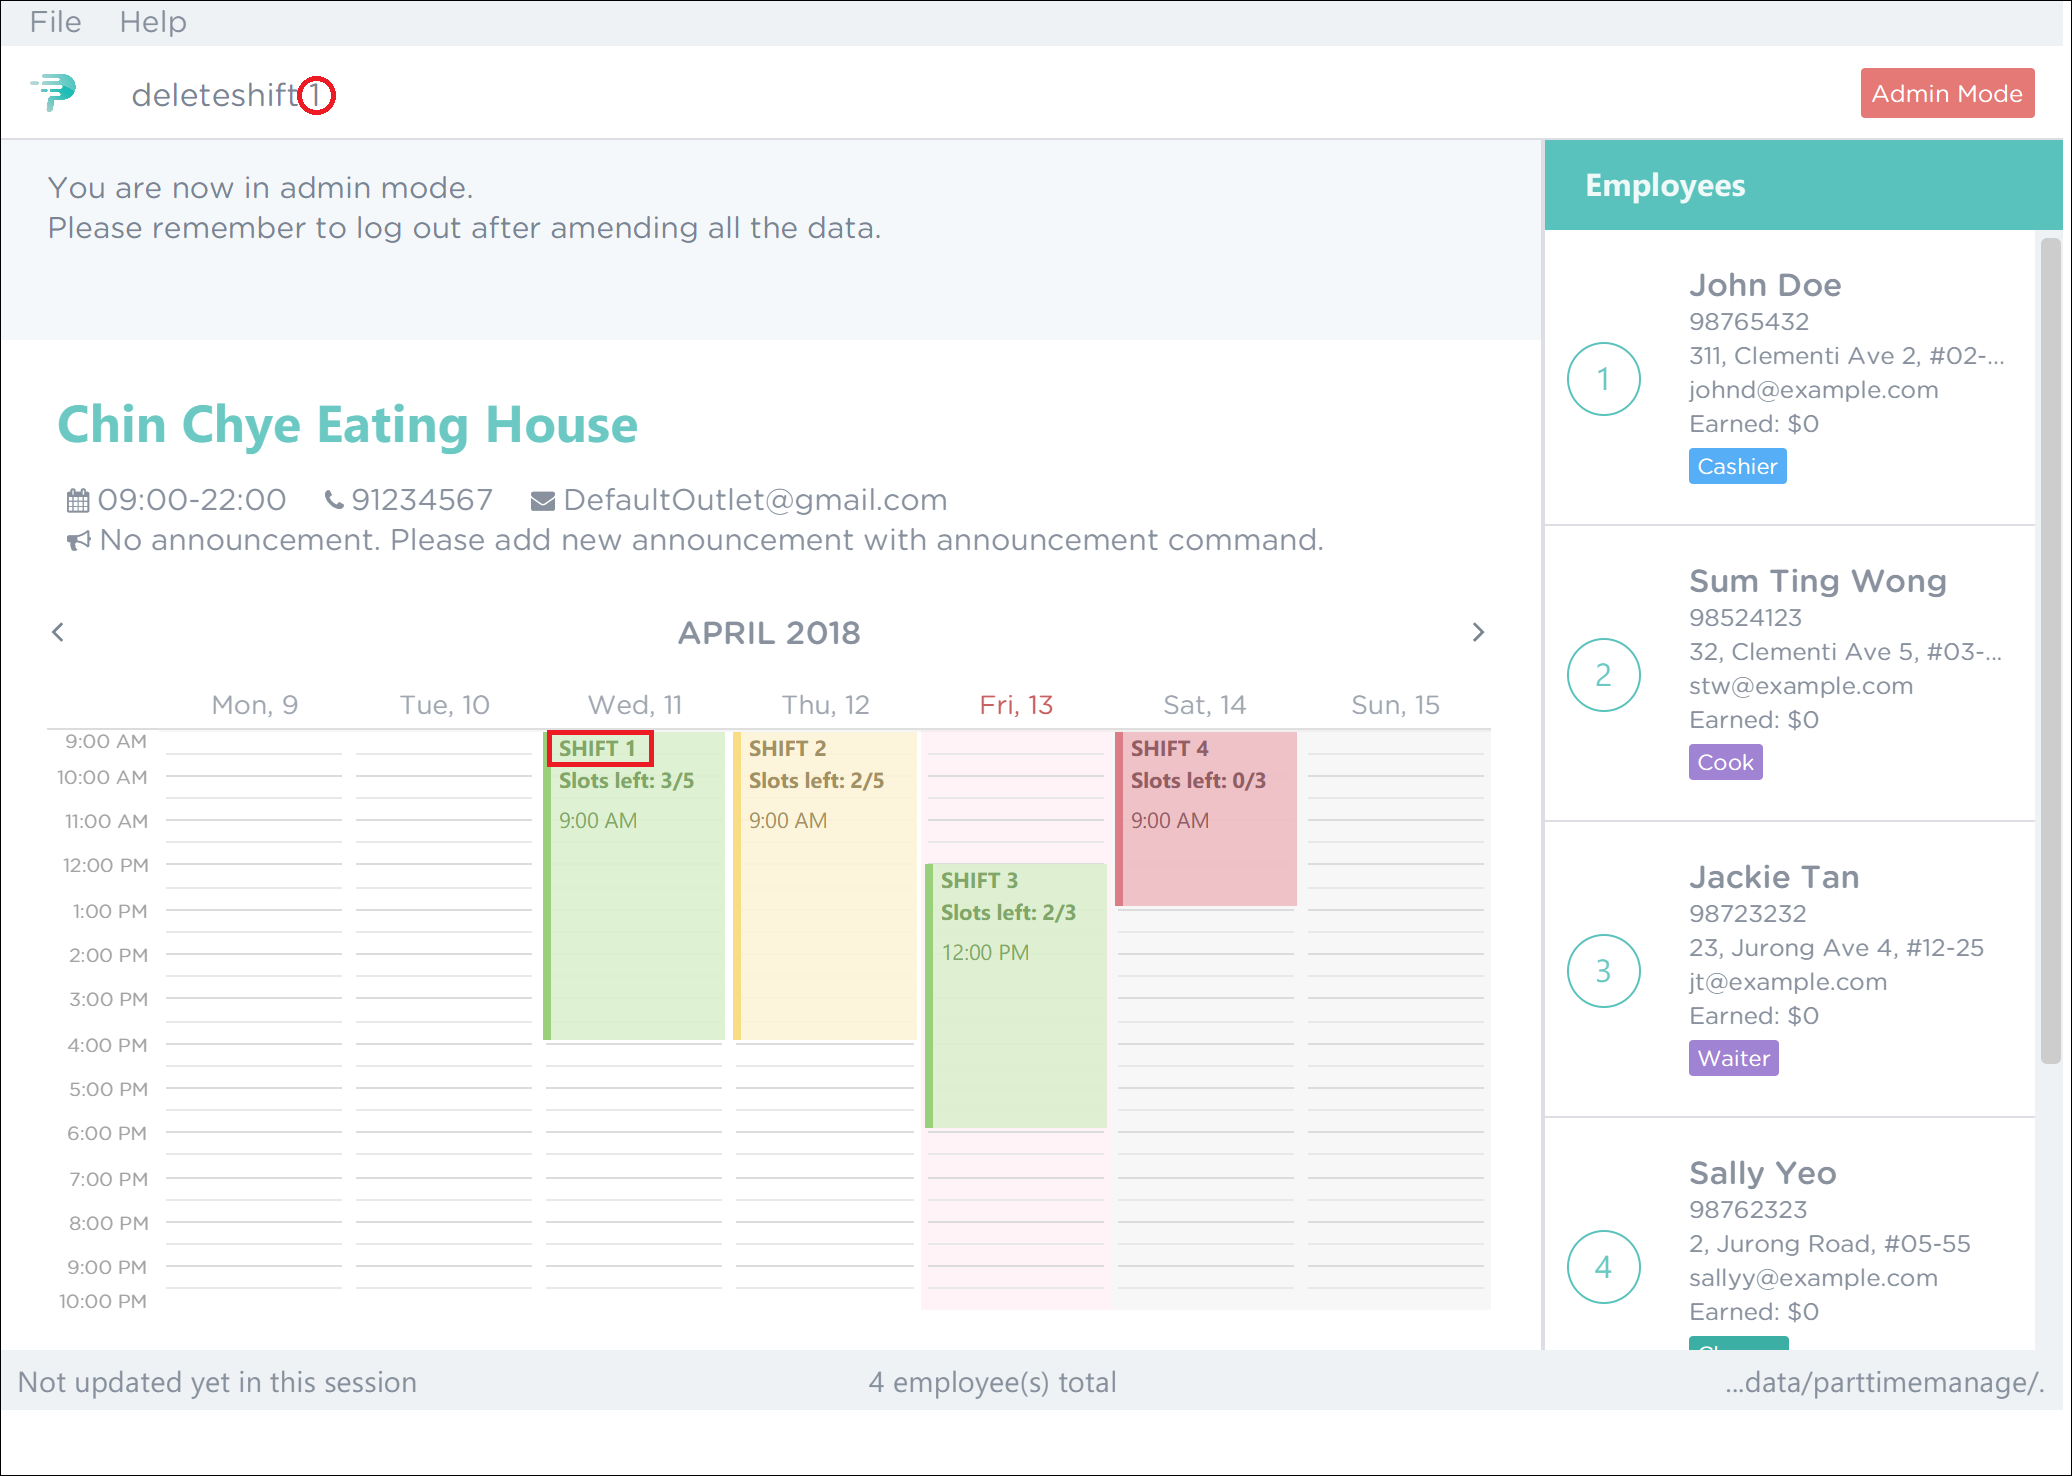 File Help
deleteshift 1
Admin Mode
You are now in admin mode.
Please remember to log out after amending all the data.
Chin Chye Eating House
09:00-22:00 91234567 DefaultOutlet@gmail.com
No announcement. Please add new announcement with announcement command.
APRIL 2018
Mon, 9 Tue, 10 Wed, 11 Thu, 12 Fri, 13 Sat, 14 Sun, 15
9:00 AM
10:00 AM
11:00 AM
12:00 PM
1:00 PM
2:00 PM
3:00 PM
4:00 PM
5:00 PM
6:00 PM
7:00 PM
8:00 PM
9:00 PM
10:00 PM
SHIFT 1
Slots left: 3/5
9:00 AM
SHIFT 2
Slots left: 2/5
9:00 AM
SHIFT 3
Slots left: 2/3
12:00 PM
SHIFT 4
Slots left: 0/3
9:00 AM
Employees
1
John Doe
98765432
311, Clementi Ave 2, #02-...
johnd@example.com
Earned: $0
Cashier
2
Sum Ting Wong
98524123
32, Clementi Ave 5, #03-...
stw@example.com
Earned: $0
Cook
3
Jackie Tan
98723232
23, Jurong Ave 4, #12-25
jt@example.com
Earned: $0
Waiter
4
Sally Yeo
98762323
2, Jurong Road, #05-55
sallyy@example.com
Earned: $0
Not updated yet in this session
4 employee(s) total
...data/parttimemanage/.